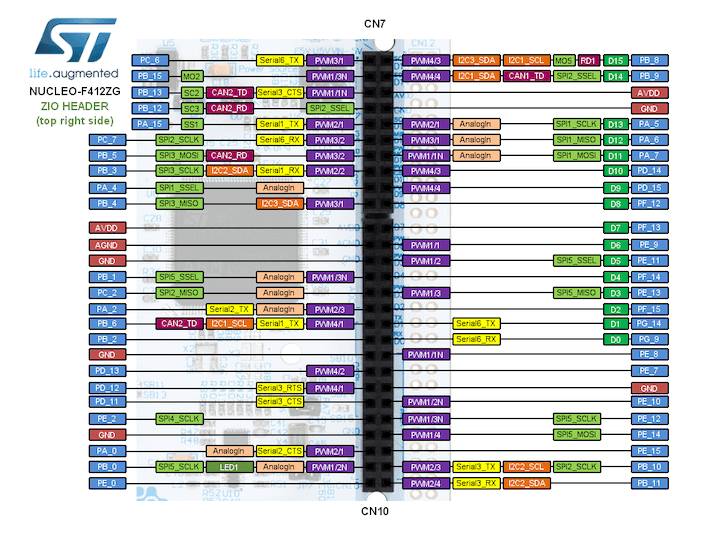 CN7
ST
life.augmented
NUCLEO-F412ZG
ZIO HEADER
(top right side)
PC_6 Serial6_TX PWM3/1 PWM4/3 I2C3_SDA I2C1_SCL MO5 RD1 D15 PB_8
PB_15 MO2 PWM1/3N PWM4/4 I2C1_SDA CAN1_TD SPI2_SSEL D14 PB_9
PB_13 SC2 CAN2_TD Serial3_CTS PWM1/1N AVDD
PB_12 SC3 CAN2_RD SPI2_SSEL GND
PA_15 SS1 Serial1_TX PWM2/1 PWM2/1 AnalogIn SPI1_SCLK D13 PA_5
PC_7 SPI2_SCLK Serial6_RX PWM3/2 PWM3/1 AnalogIn SPI1_MISO D12 PA_6
PB_5 SPI3_MOSI CAN2_RD PWM3/2 PWM1/1N AnalogIn SPI1_MOSI D11 PA_7
PB_3 SPI3_SCLK I2C2_SDA Serial1_RX PWM2/2 PWM4/3 D10 PD_14
PA_4 SPI1_SSEL AnalogIn PWM4/4 D9 PD_15
PB_4 SPI3_MISO I2C3_SDA PWM3/1 D8 PF_12
AVDD D7 PF_13
AGND PWM1/1 D6 PE_9
GND PWM1/2 SPI5_SSEL D5 PE_11
PB_1 SPI5_SSEL AnalogIn PWM1/3N D4 PF_14
PC_2 SPI2_MISO AnalogIn PWM1/3 SPI5_MISO D3 PE_13
PA_2 Serial2_TX AnalogIn PWM2/3 D2 PF_15
PB_6 CAN2_TD I2C1_SCL Serial1_TX PWM4/1 Serial6_TX D1 PG_14
PB_2 Serial6_RX D0 PG_9
GND PWM1/1N PE_8
PD_13 PWM4/2 PE_7
PD_12 Serial3_RTS PWM4/1 GND
PD_11 Serial3_CTS PWM1/2N PE_10
PE_2 SPI4_SCLK PWM1/3N SPI5_SCLK PE_12
GND PWM1/4 SPI5_MOSI PE_14
PA_0 AnalogIn Serial2_CTS PWM2/1 PE_15
PB_0 SPI5_SCLK LED1 AnalogIn PWM1/2N PWM2/3 Serial3_TX I2C2_SCL SPI2_SCLK PB_10
PE_0 PWM2/4 Serial3_RX I2C2_SDA PB_11
CN10